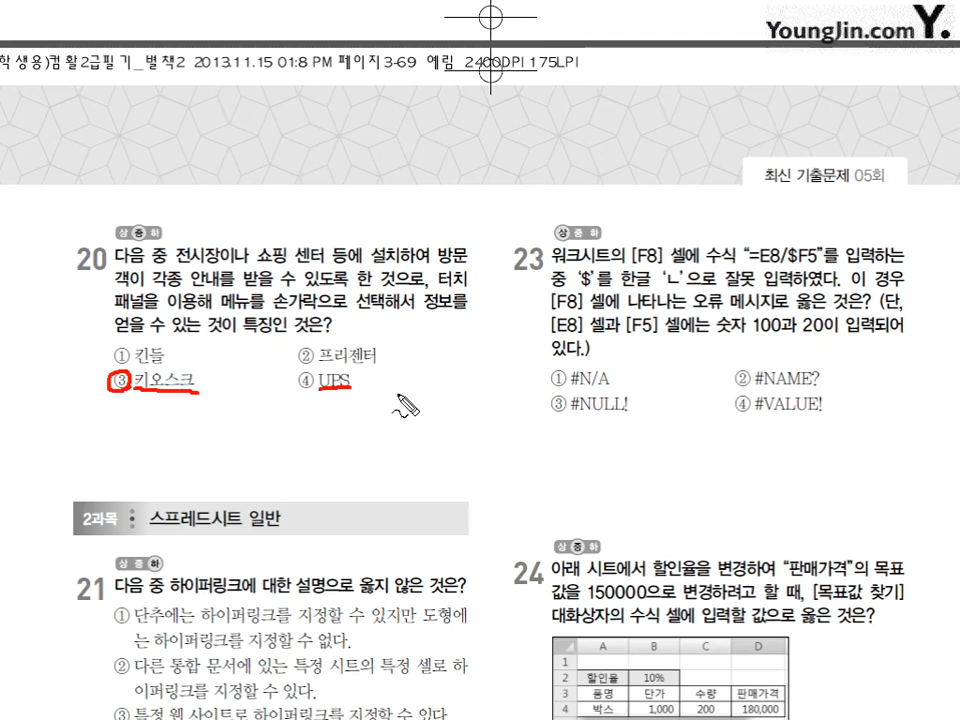 YoungJin.com Y.
학생용)컴활2급필기_별책2 2013.11.15 01:8 PM 페이지3-69 예림 2400DPI 175LPI
최신 기출문제 05회
상 중 하
20 다음 중 전시장이나 쇼핑 센터 등에 설치하여 방문
객이 각종 안내를 받을 수 있도록 한 것으로, 터치
패널을 이용해 메뉴를 손가락으로 선택해서 정보를
얻을 수 있는 것이 특징인 것은?
① 킨들 ② 프리젠터
③ 키오스크 ④ UPS
2과목 스프레드시트 일반
상 중 하
21 다음 중 하이퍼링크에 대한 설명으로 옳지 않은 것은?
① 단추에는 하이퍼링크를 지정할 수 있지만 도형에
는 하이퍼링크를 지정할 수 없다.
② 다른 통합 문서에 있는 특정 시트의 특정 셀로 하
이퍼링크를 지정할 수 있다.
③ 특정 웹 사이트로 하이퍼링크를 지정할 수 있다
상 중 하
23 워크시트의 [F8] 셀에 수식 “=E8/$F5”를 입력하는
중 ‘$’를 한글 ‘ㄴ’으로 잘못 입력하였다. 이 경우
[F8] 셀에 나타나는 오류 메시지로 옳은 것은? (단,
[E8] 셀과 [F5] 셀에는 숫자 100과 20이 입력되어
있다.)
① #N/A ② #NAME?
③ #NULL! ④ #VALUE!
상 중 하
24 아래 시트에서 할인율을 변경하여 “판매가격”의 목표
값을 150000으로 변경하려고 할 때, [목표값 찾기]
대화상자의 수식 셀에 입력할 값으로 옳은 것은?
A B C D
1
2 할인율 10%
3 품명 단가 수량 판매가격
4 박스 1,000 200 180,000